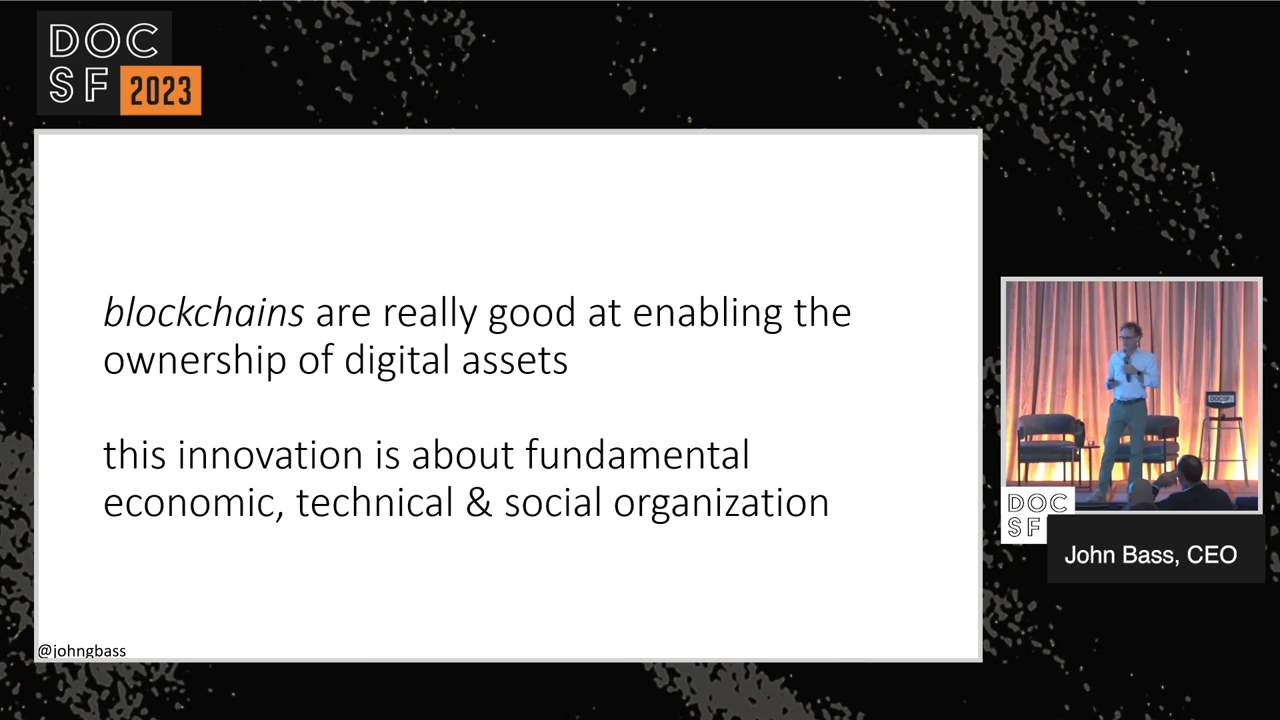 DOC
SF 2023
blockchains are really good at enabling the
ownership of digital assets
this innovation is about fundamental
economic, technical & social organization
@johngbass
DOCSF
DOC
SF
John Bass, CEO